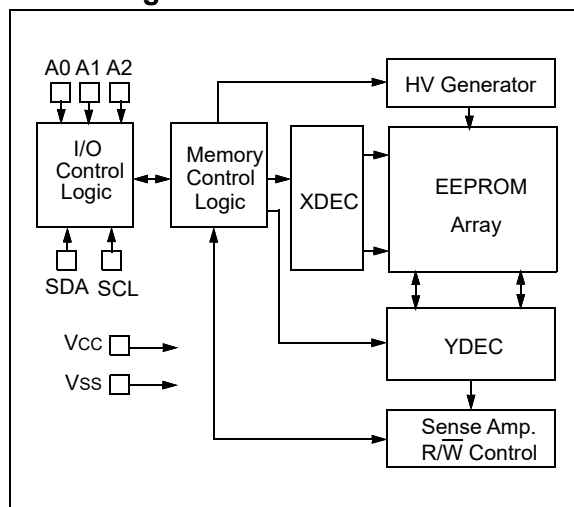 A0 A1 A2
I/O
Control
Logic
SDA
SCL
Memory
Control
Logic
XDEC
HV Generator
EEPROM
Array
YDEC
Sense Amp.
R/W̅ Control
VCC
VSS